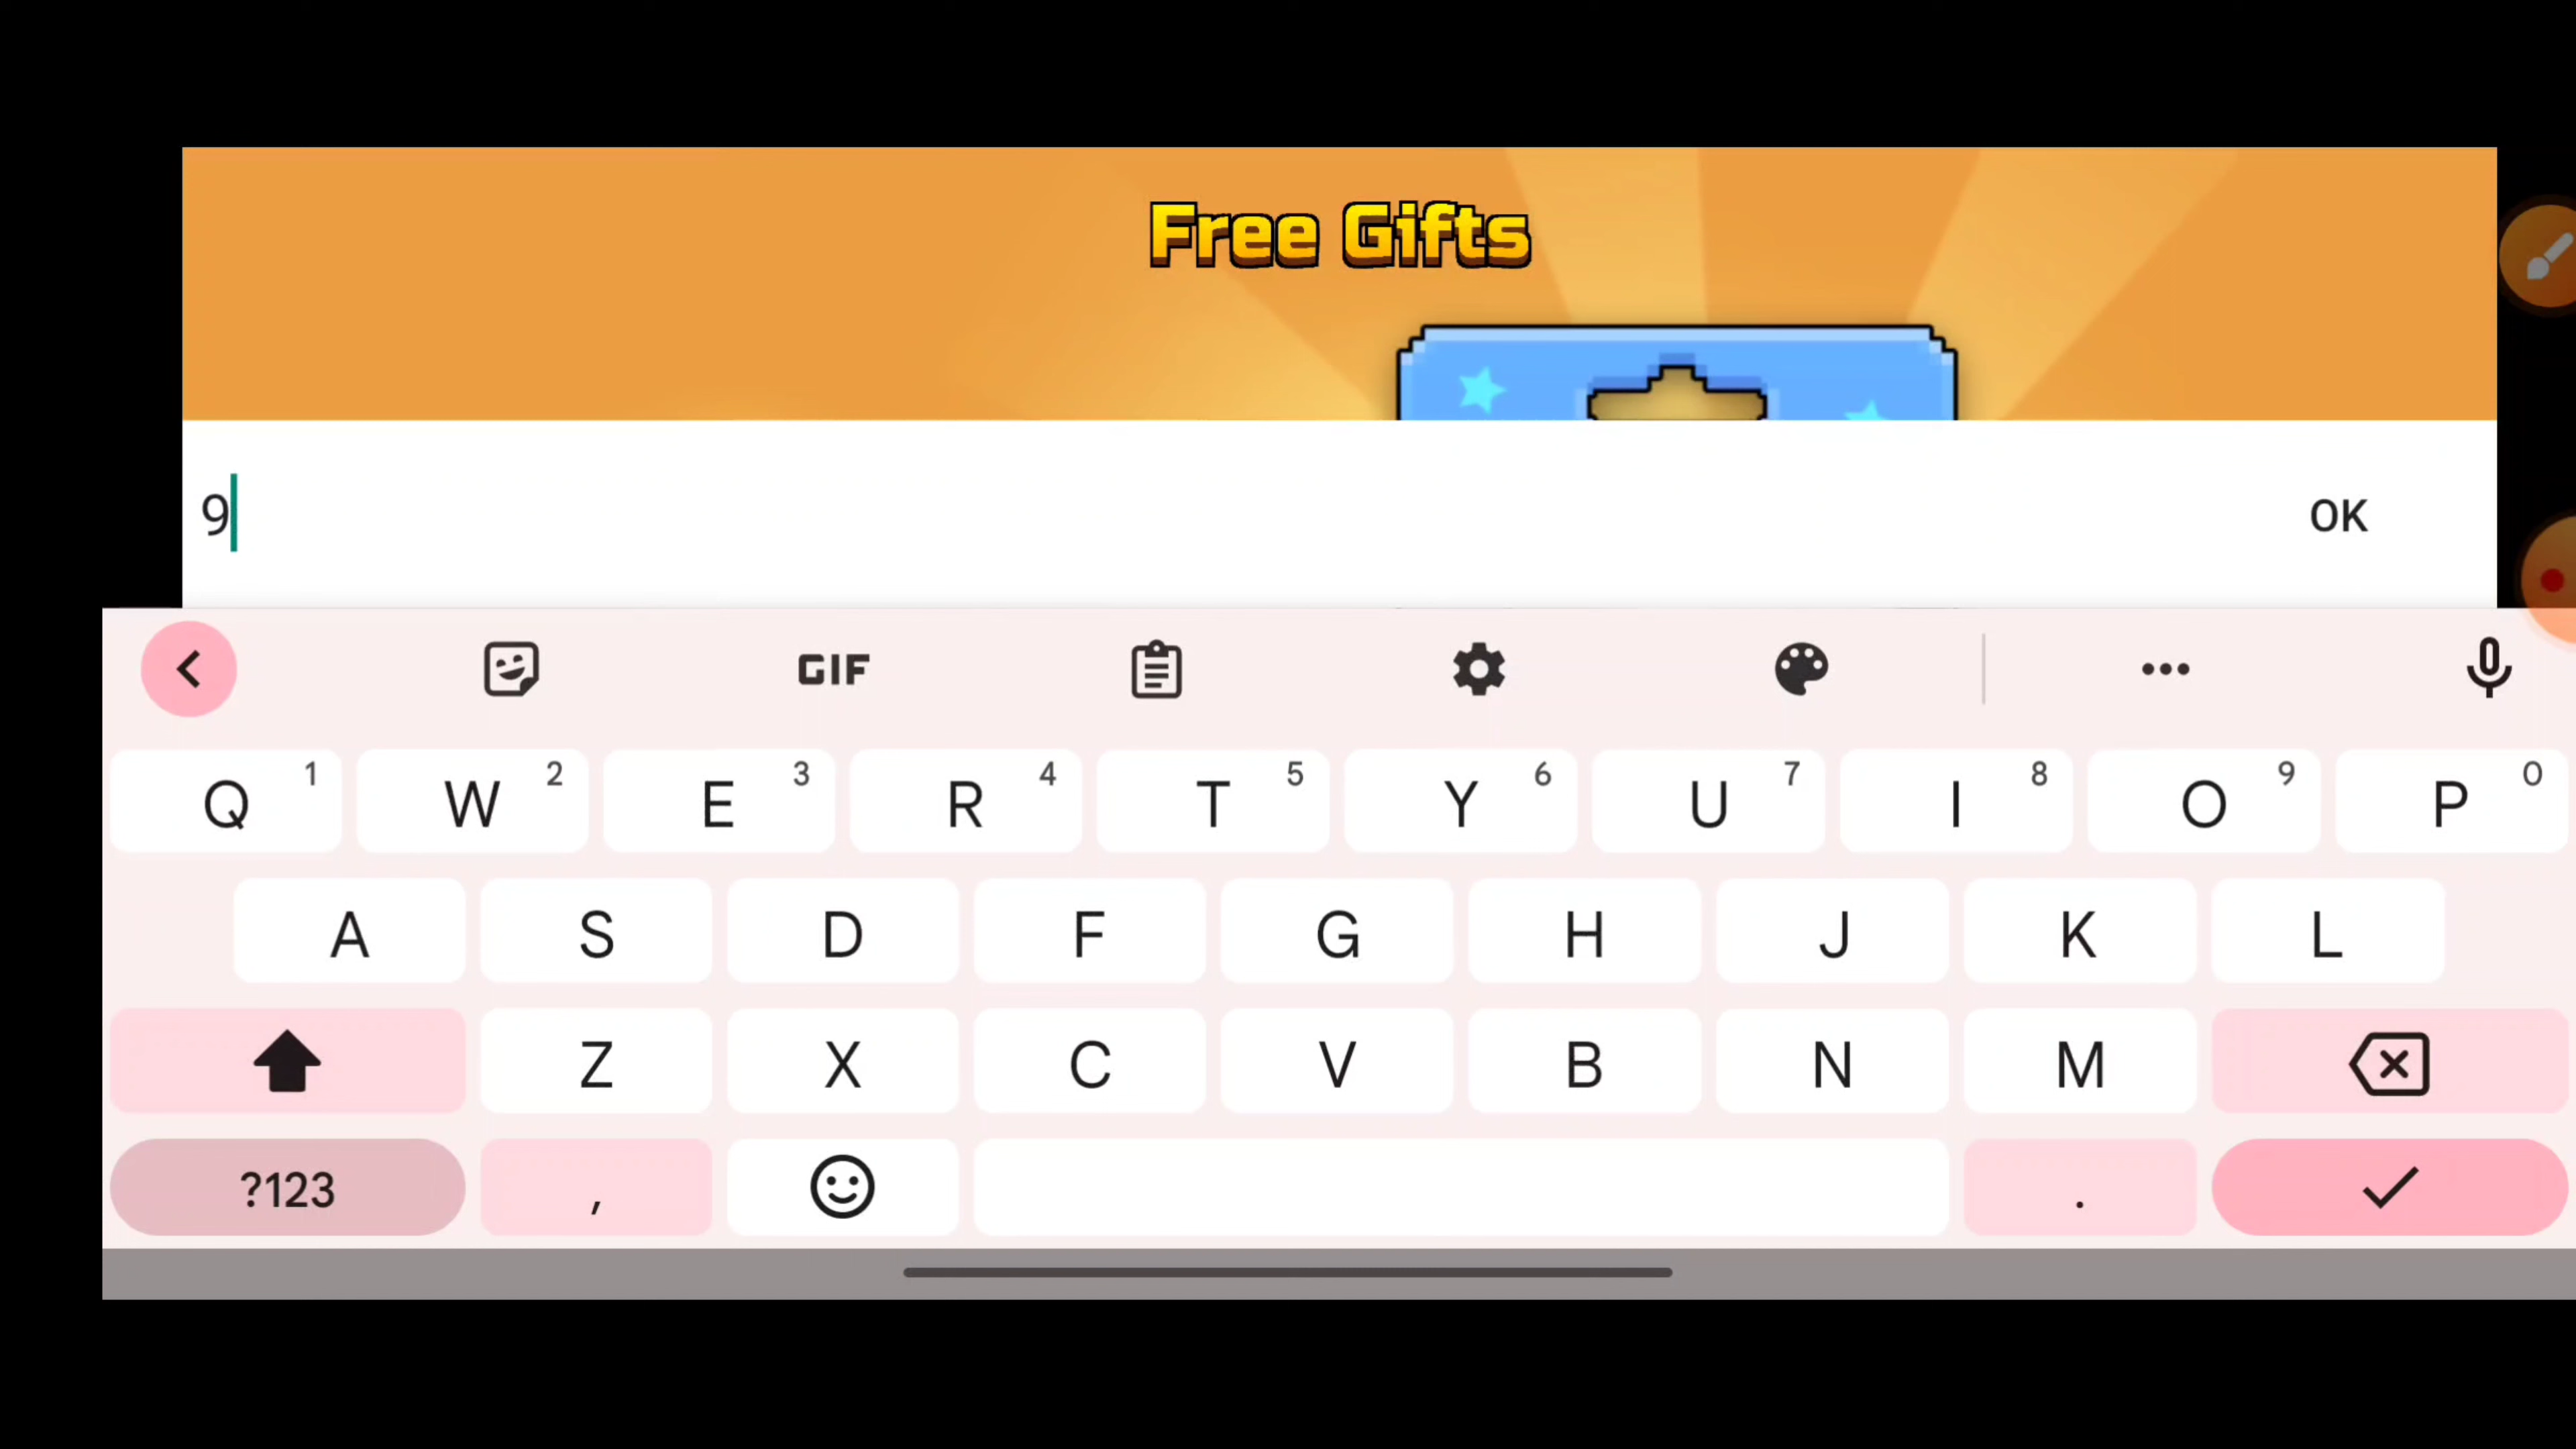 Free Gifts
9
OK
GIF
Q 1 W 2 E 3 R 4 T 5 Y 6 U 7 I 8 O 9 P 0
A S D F G H J K L
Z X C V B N M
?123 , .